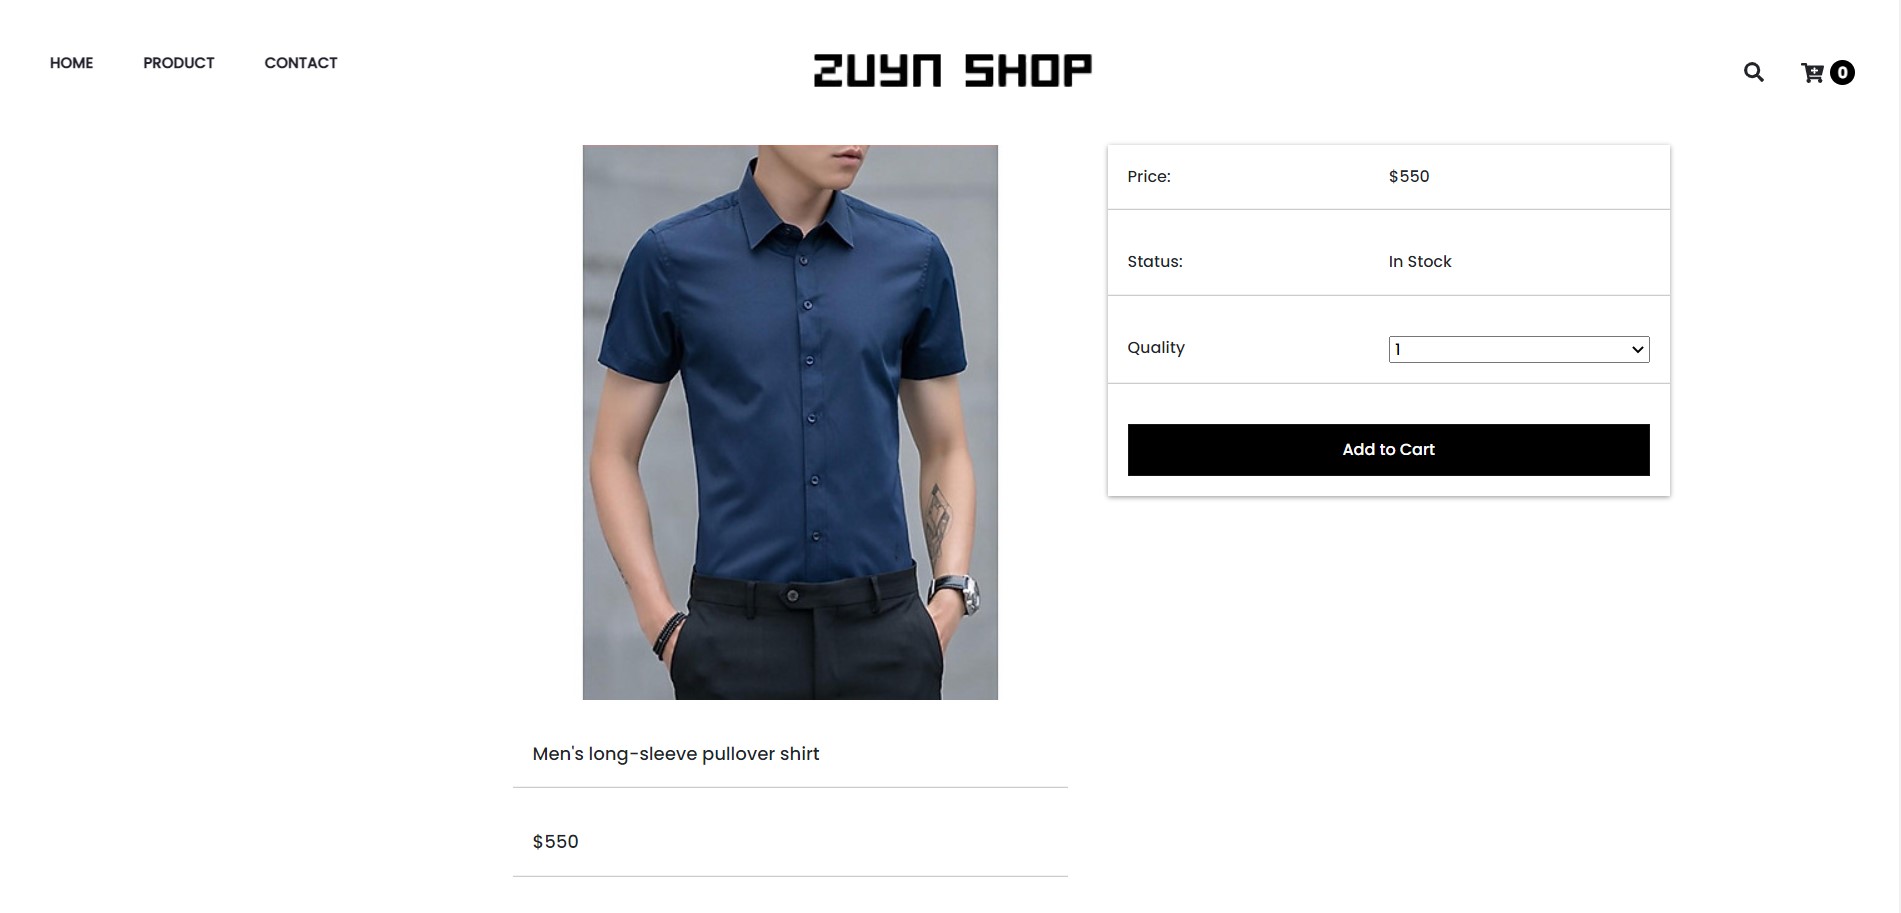 HOME PRODUCT CONTACT
ZUYN SHOP
0
Price: $550
Status: In Stock
Quality 1
Add to Cart
Men's long-sleeve pullover shirt
$550